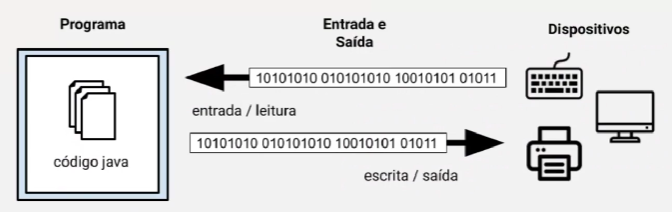 Programa
código java
Entrada e
Saída
10101010 010101010 10010101 01011
entrada / leitura
10101010 010101010 10010101 01011
escrita / saída
Dispositivos